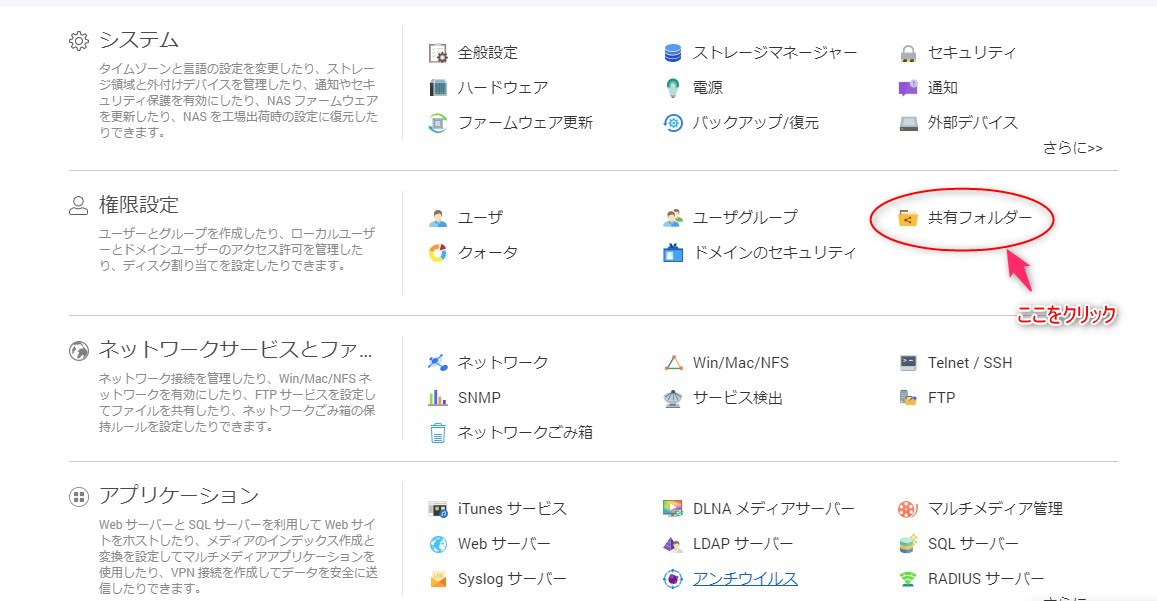 システム
タイムゾーンと言語の設定を変更したり、ストレー
ジ領域と外付けデバイスを管理したり、通知やセキ
ュリティ保護を有効にしたり、NAS ファームウェア
を更新したり、NAS を工場出荷時の設定に復元した
りできます。
全般設定
ストレージマネージャー
セキュリティ
ハードウェア
電源
通知
ファームウェア更新
バックアップ/復元
外部デバイス
さらに>>
権限設定
ユーザーとグループを作成したり、ローカルユーザ
ーとドメインユーザーのアクセス許可を管理した
り、ディスク割り当てを設定したりできます。
ユーザ
ユーザグループ
共有フォルダー
クォータ
ドメインのセキュリティ
ここをクリック
ネットワークサービスとファ...
ネットワーク接続を管理したり、Win/Mac/NFS ネ
ットワークを有効にしたり、FTP サービスを設定し
てファイルを共有したり、ネットワークごみ箱の保
持ルールを設定したりできます。
ネットワーク
Win/Mac/NFS
Telnet / SSH
SNMP
サービス検出
FTP
ネットワークごみ箱
アプリケーション
Web サーバーと SQL サーバーを利用して Web サイ
トをホストしたり、メディアのインデックス作成と
変換を設定してマルチメディアアプリケーションを
使用したり、VPN 接続を作成してデータを安全に送
信したりできます。
iTunes サービス
DLNA メディアサーバー
マルチメディア管理
Web サーバー
LDAP サーバー
SQL サーバー
Syslog サーバー
アンチウイルス
RADIUS サーバー